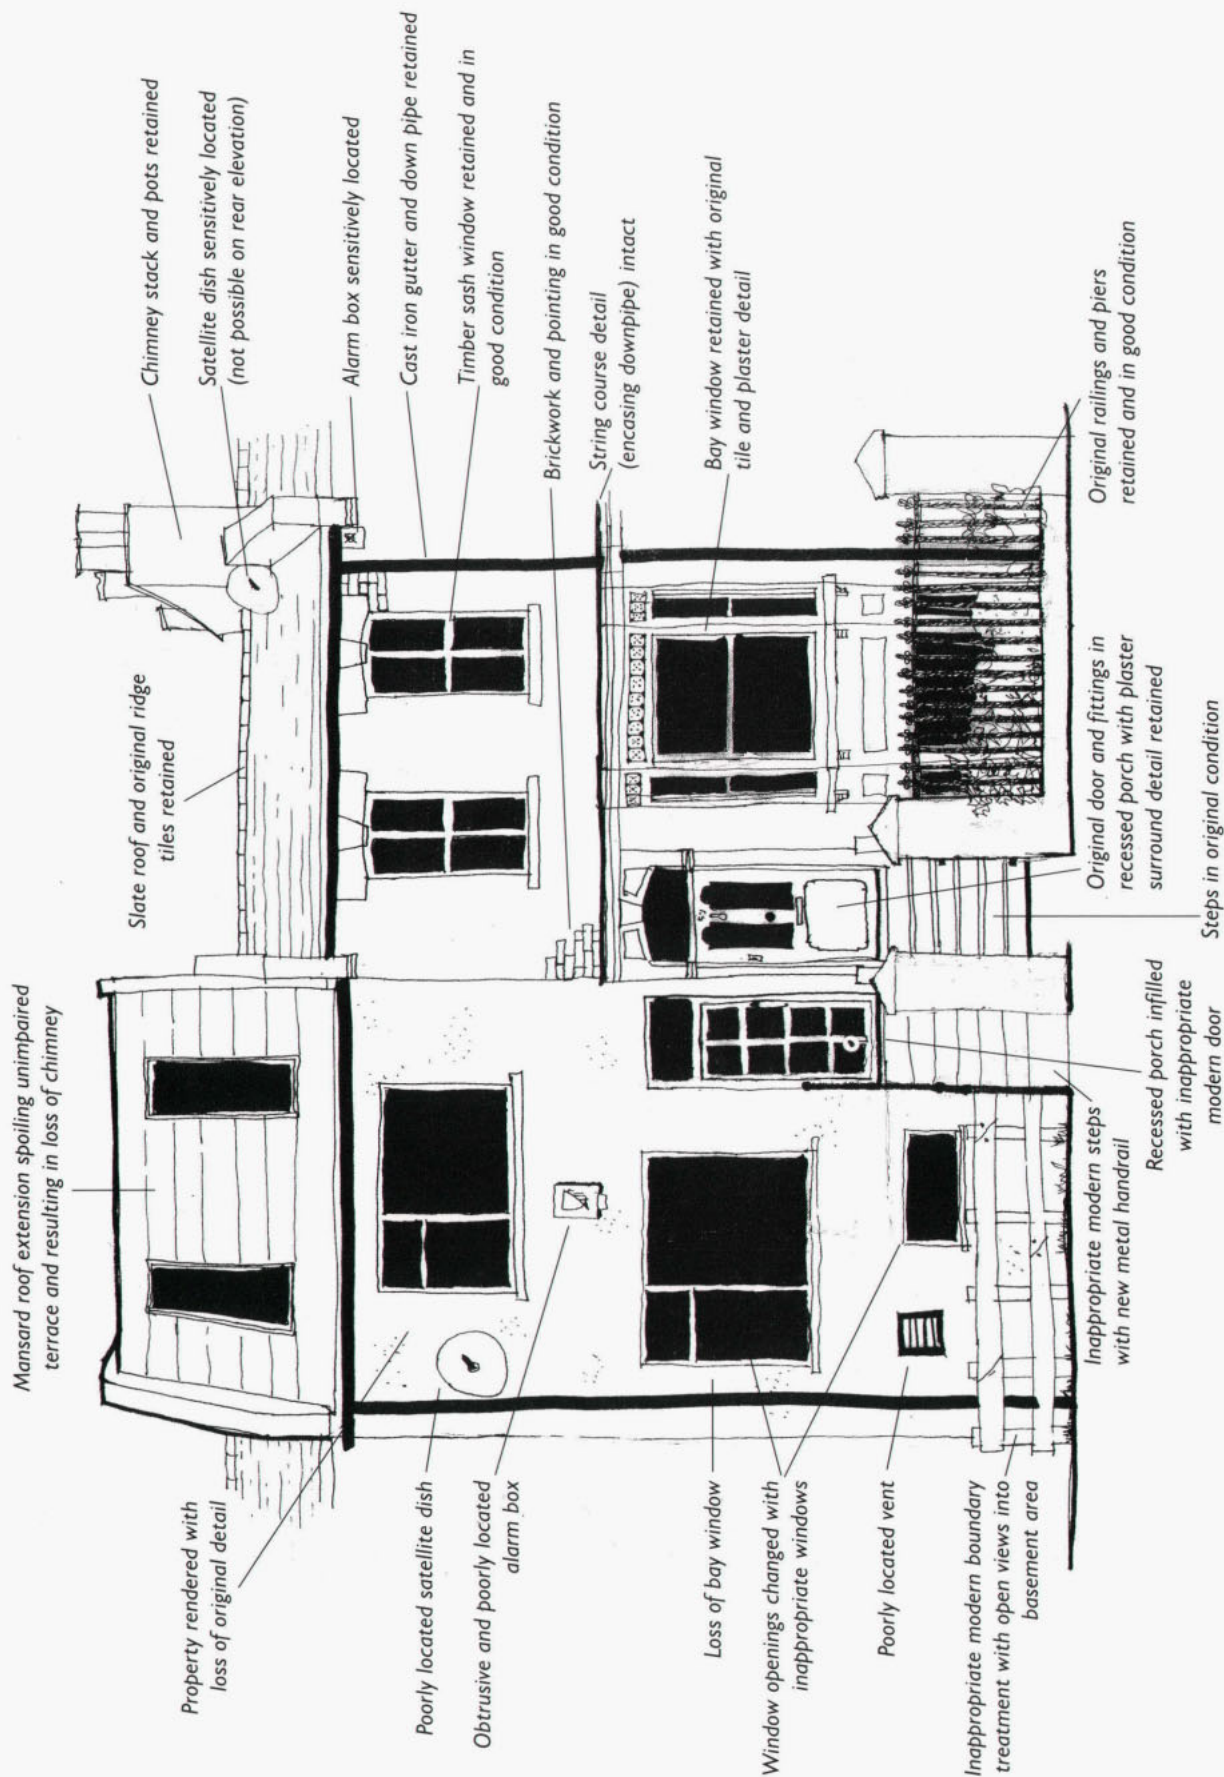 Mansard roof extension spoiling unimpaired
terrace and resulting in loss of chimney
Slate roof and original ridge
tiles retained
Chimney stack and pots retained
Satellite dish sensitively located
(not possible on rear elevation)
Alarm box sensitively located
Cast iron gutter and down pipe retained
Timber sash window retained and in
good condition
Brickwork and pointing in good condition
String course detail
(encasing downpipe) intact
Bay window retained with original
tile and plaster detail
Original railings and piers
retained and in good condition
Original door and fittings in
recessed porch with plaster
surround detail retained
Steps in original condition
Recessed porch infilled
with inappropriate
modern door
Inappropriate modern steps
with new metal handrail
Property rendered with
loss of original detail
Poorly located satellite dish
Obtrusive and poorly located
alarm box
Loss of bay window
Window openings changed with
inappropriate windows
Poorly located vent
Inappropriate modern boundary
treatment with open views into
basement area